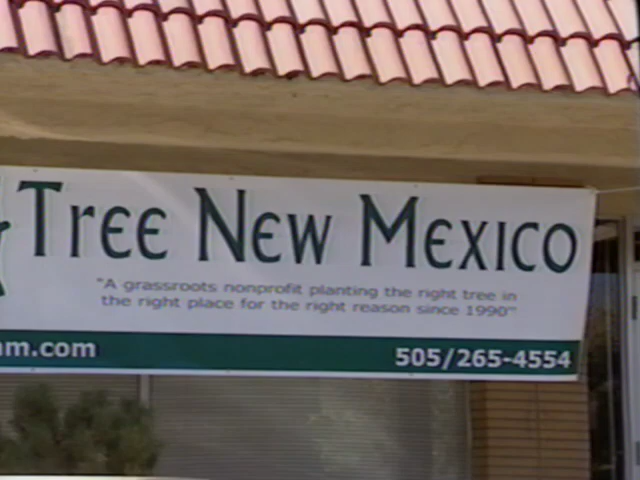 Tree New Mexico
"A grassroots nonprofit planting the right tree in
the right place for the right reason since 1990"
m.com 505/265-4554